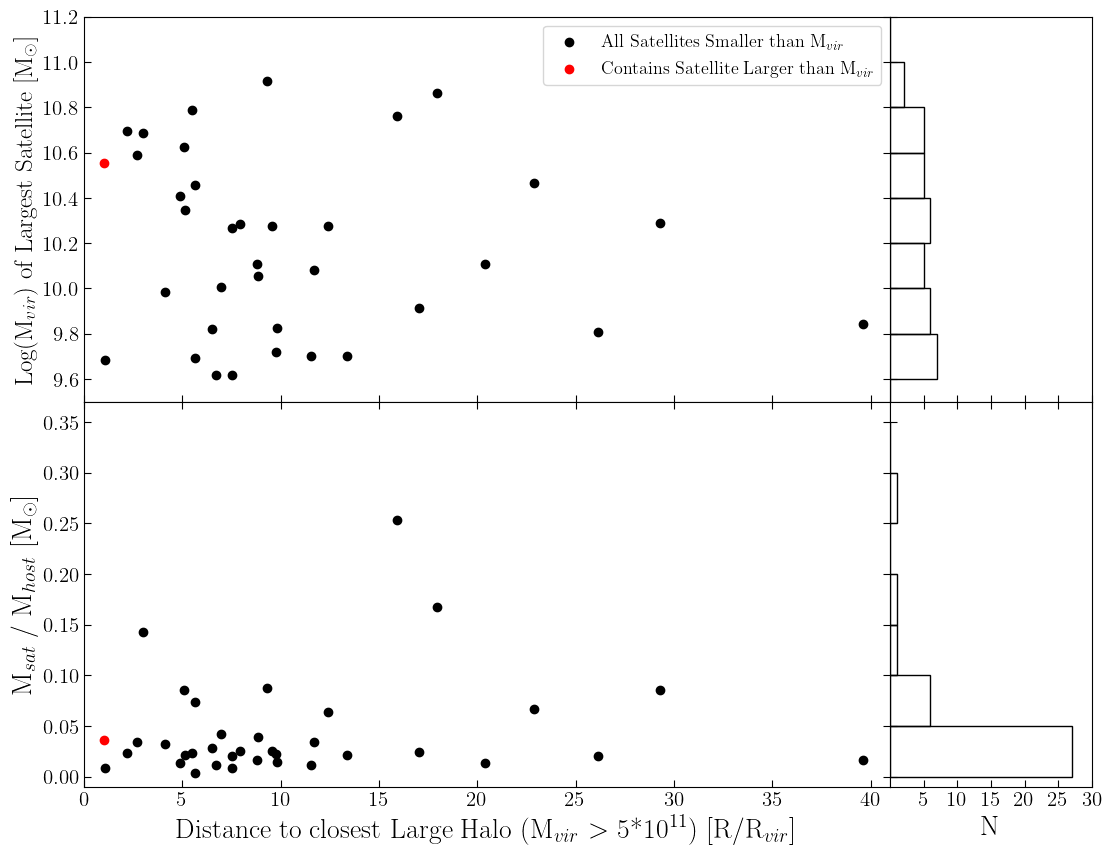 11.2
11.0
10.8
10.6
10.4
10.2
10.0
9.8
9.6
Log(M_vir) of Largest Satellite [M_☉]
All Satellites Smaller than M_vir
Contains Satellite Larger than M_vir
0.35
0.30
0.25
0.20
0.15
0.10
0.05
0.00
M_sat / M_host [M_☉]
0 5 10 15 20 25 30 35 40
5 10 15 20 25 30
Distance to closest Large Halo (M_vir > 5*10^11) [R/R_vir]
N